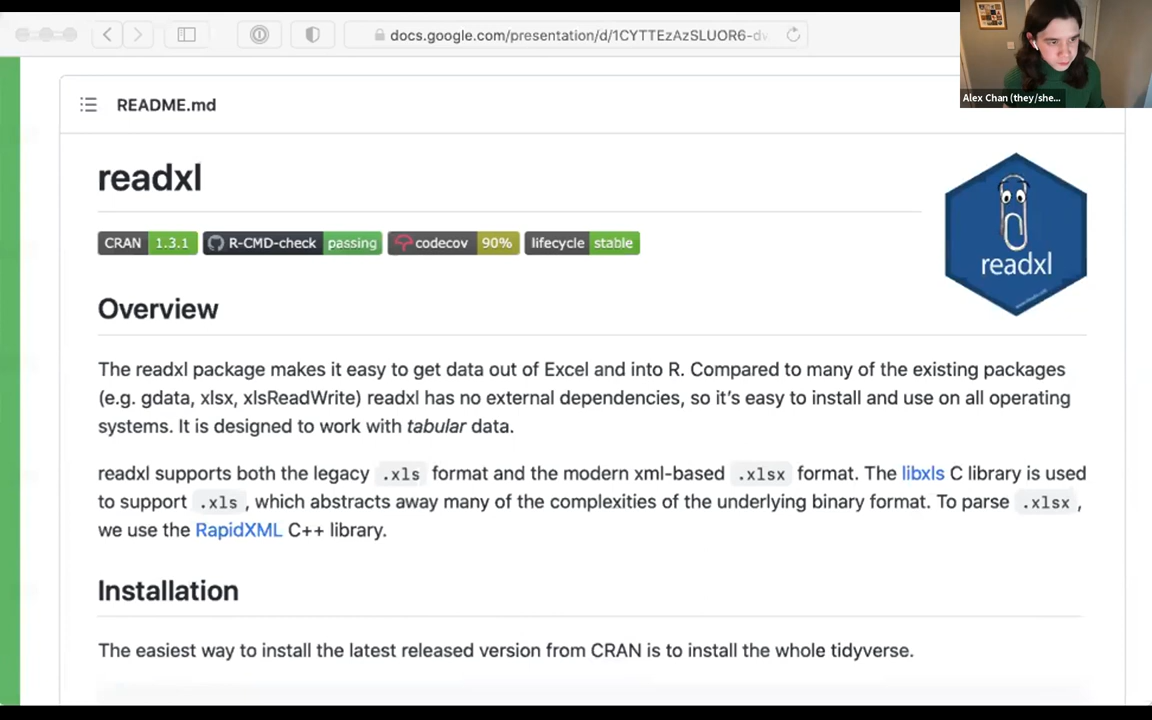 docs.google.com/presentation/d/1CYTTEzAzSLUOR6-dv
Alex Chan (they/she...
README.md
readxl
CRAN 1.3.1 R-CMD-check passing codecov 90% lifecycle stable
readxl
Overview
The readxl package makes it easy to get data out of Excel and into R. Compared to many of the existing packages
(e.g. gdata, xlsx, xlsReadWrite) readxl has no external dependencies, so it's easy to install and use on all operating
systems. It is designed to work with tabular data.
readxl supports both the legacy .xls format and the modern xml-based .xlsx format. The libxls C library is used
to support .xls , which abstracts away many of the complexities of the underlying binary format. To parse .xlsx ,
we use the RapidXML C++ library.
Installation
The easiest way to install the latest released version from CRAN is to install the whole tidyverse.